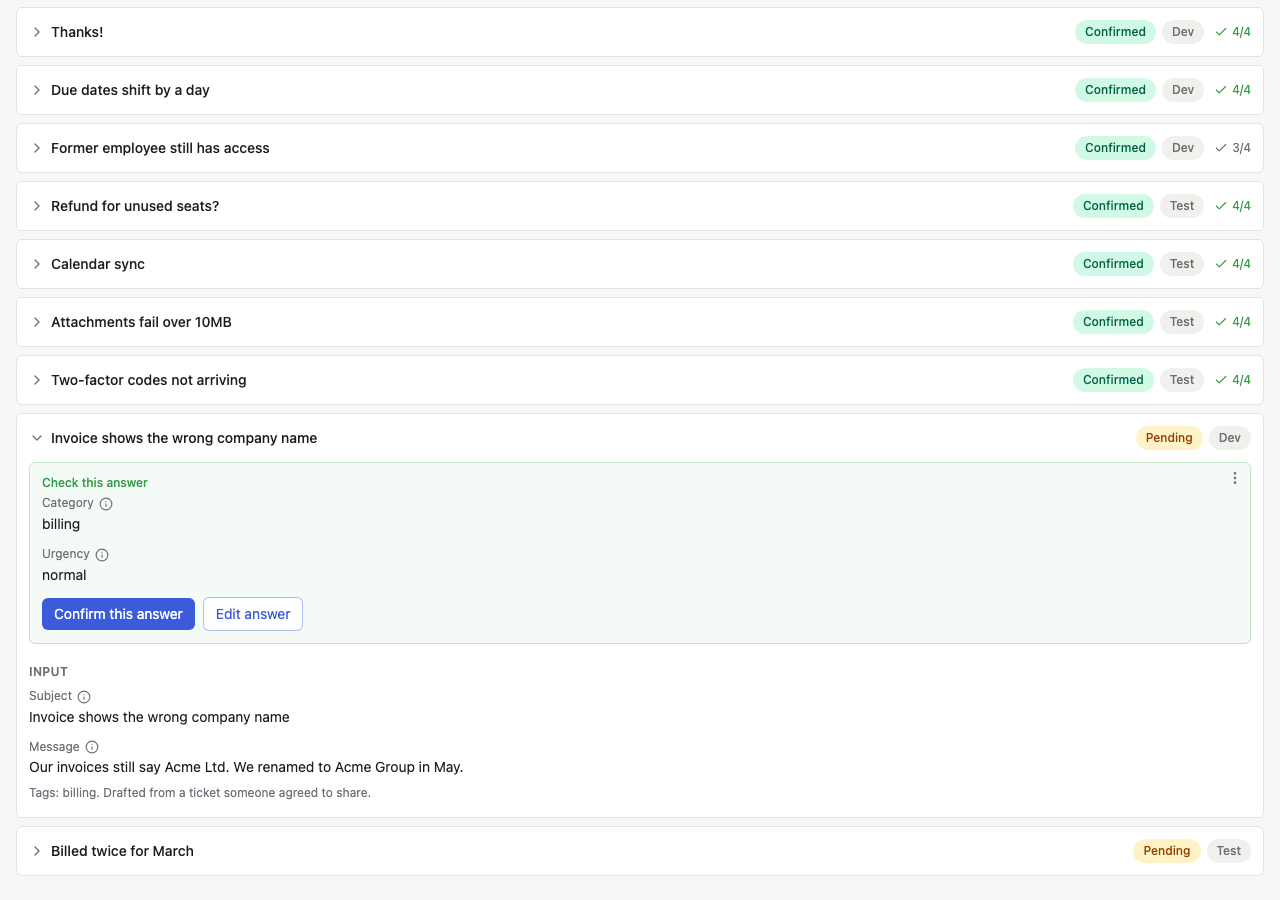 Thanks! Confirmed Dev 4/4
Due dates shift by a day Confirmed Dev 4/4
Former employee still has access Confirmed Dev 3/4
Refund for unused seats? Confirmed Test 4/4
Calendar sync Confirmed Test 4/4
Attachments fail over 10MB Confirmed Test 4/4
Two-factor codes not arriving Confirmed Test 4/4
Invoice shows the wrong company name Pending Dev
Check this answer
Category
billing
Urgency
normal
Confirm this answer Edit answer
INPUT
Subject
Invoice shows the wrong company name
Message
Our invoices still say Acme Ltd. We renamed to Acme Group in May.
Tags: billing. Drafted from a ticket someone agreed to share.
Billed twice for March Pending Test